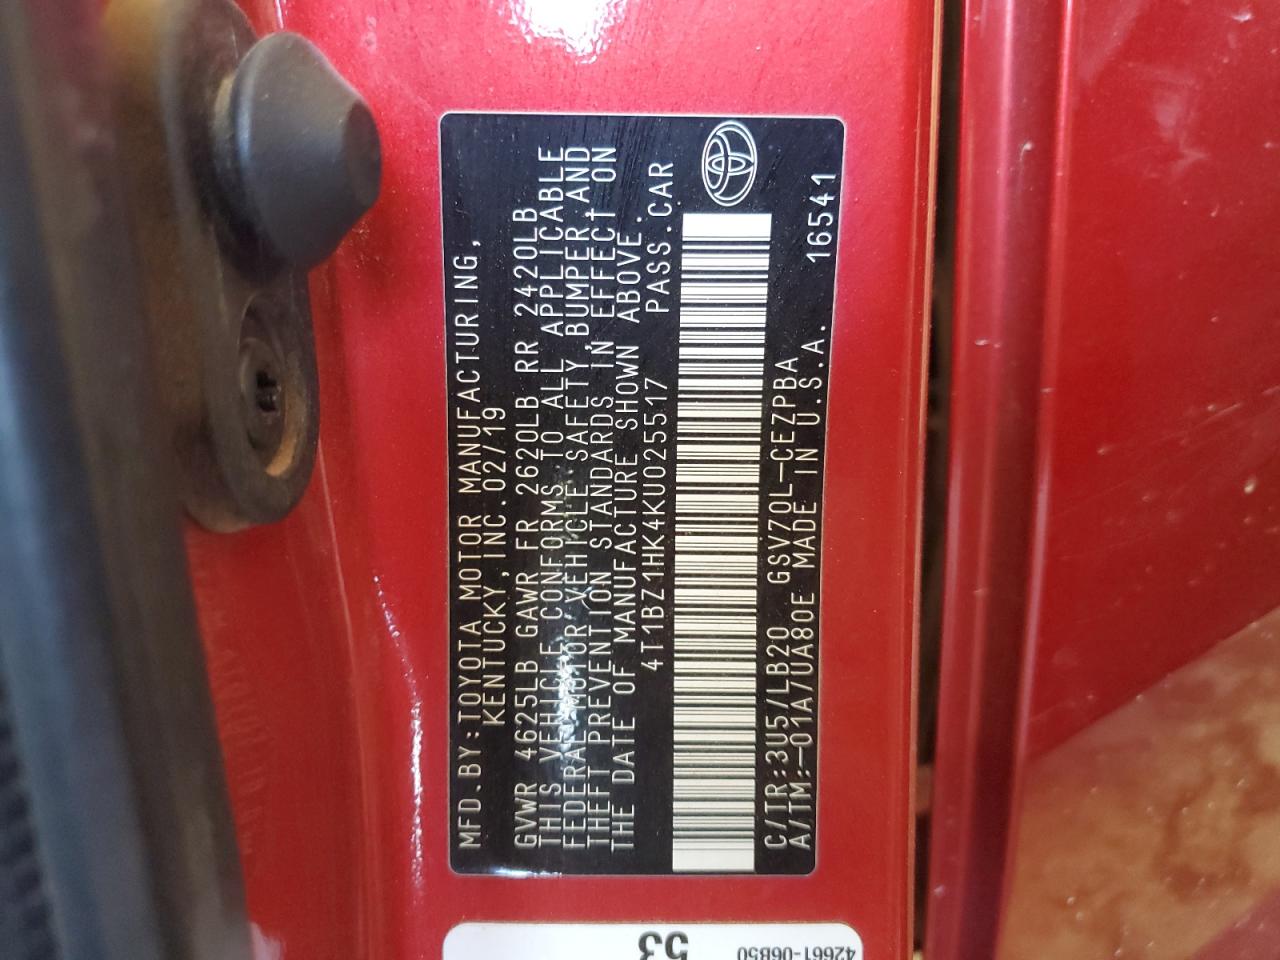 MFD.BY:TOYOTA MOTOR MANUFACTURING,
KENTUCKY, INC. 02/19
GVWR 4625LB GAWR FR 2620LB RR 2420LB
THIS VEHICLE CONFORMS TO ALL APPLICABLE
FEDERAL MOTOR VEHICLE SAFETY, BUMPER, AND
THEFT PREVENTION STANDARDS IN EFFECT ON
THE DATE OF MANUFACTURE SHOWN ABOVE.
4T1BZ1HK4KU025517 PASS.CAR
C/TR:3U5/LB20 GSV70L-CEZPBA
A/TM:-01A/UA80E MADE IN U.S.A. 16541
53
42661-06B50